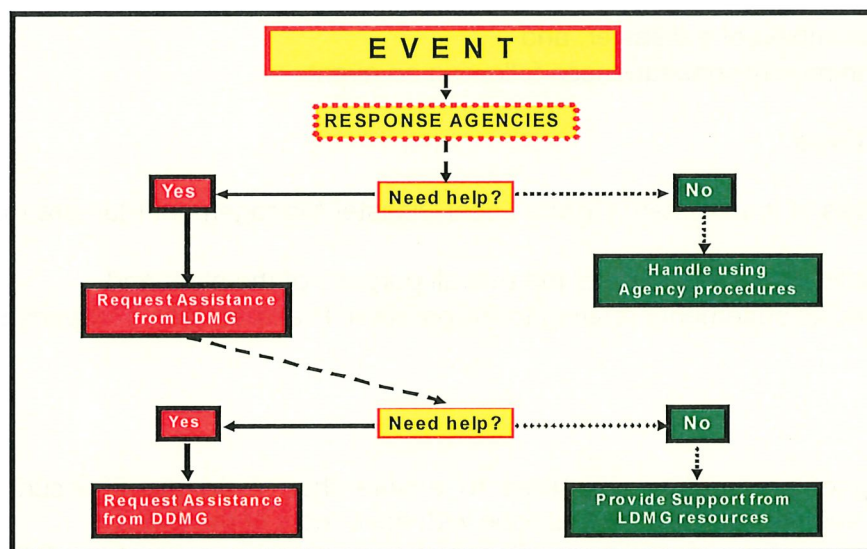 EVENT
RESPONSE AGENCIES
Yes
Need help?
No
Handle using
Agency procedures
Request Assistance
from LDMG
Yes
Need help?
No
Request Assistance
from DDMG
Provide Support from
LDMG resources